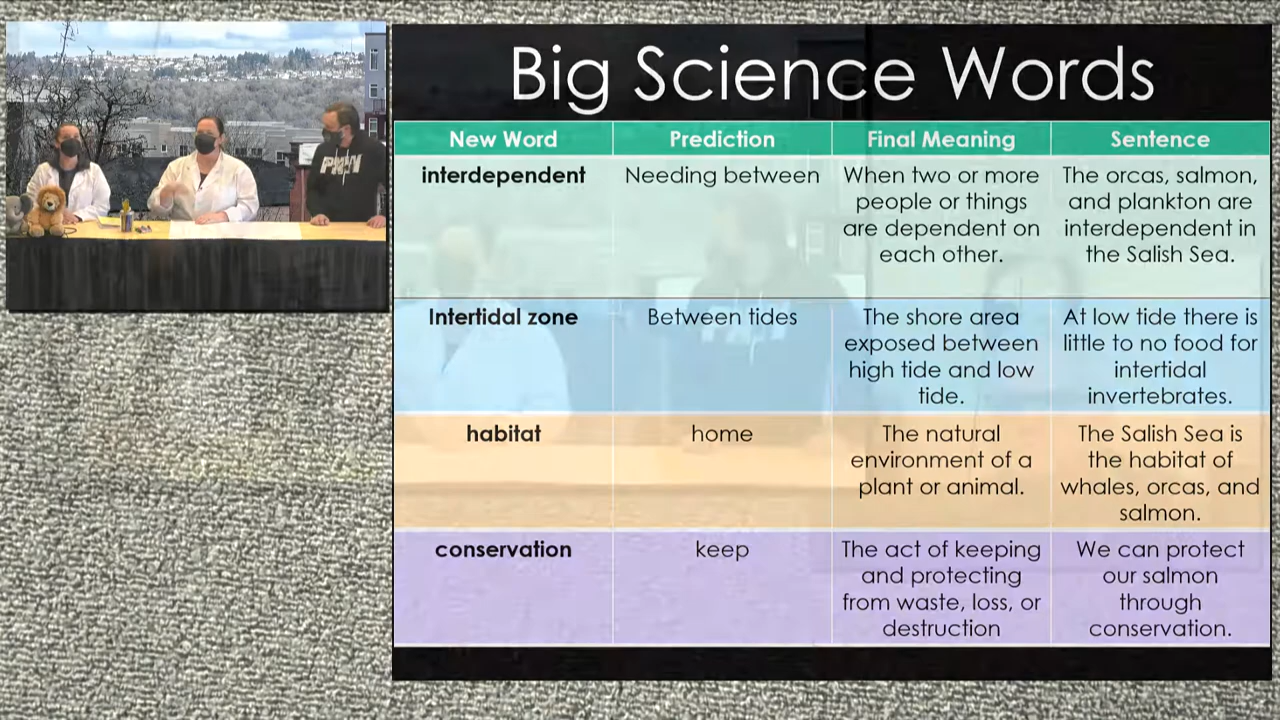 Big Science Words
New Word
Prediction
Final Meaning
Sentence
interdependent
Needing between
When two or more
people or things
are dependent on
each other.
The orcas, salmon,
and plankton are
interdependent in
the Salish Sea.
Intertidal zone
Between tides
The shore area
exposed between
high tide and low
tide.
At low tide there is
little to no food for
intertidal
invertebrates.
habitat
home
The natural
environment of a
plant or animal.
The Salish Sea is
the habitat of
whales, orcas, and
salmon.
conservation
keep
The act of keeping
and protecting
from waste, loss, or
destruction
We can protect
our salmon
through
conservation.